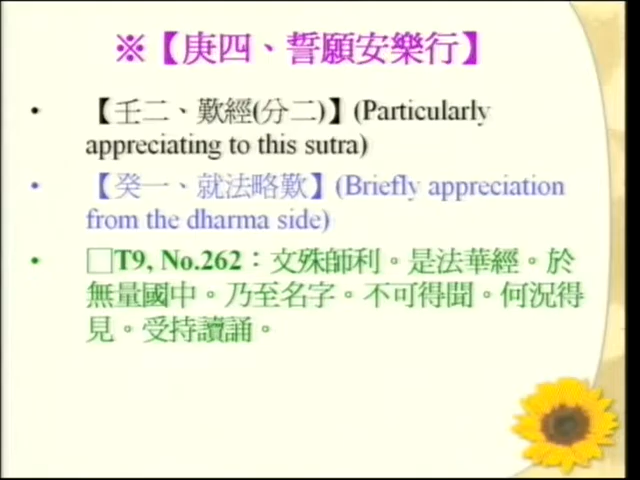 ※【庚四、誓願安樂行】
• 【壬二、歎經(分二)】(Particularly
appreciating to this sutra)
• 【癸一、就法略歎】(Briefly appreciation
from the dharma side)
• □T9, No.262：文殊師利。是法華經。於
無量國中。乃至名字。不可得聞。何況得
見。受持讀誦。